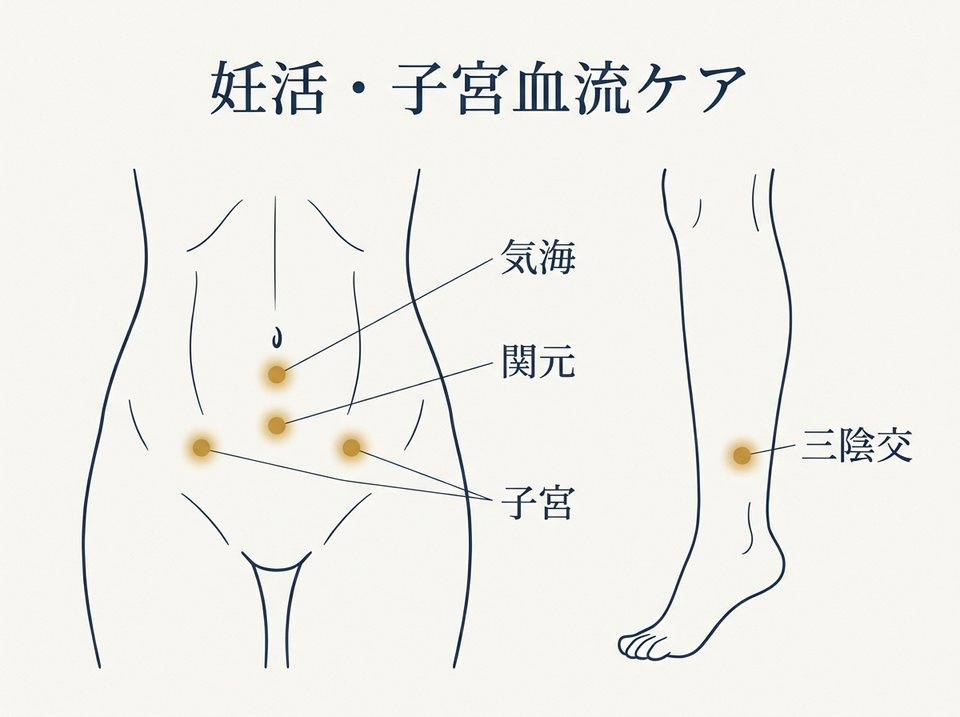 妊活・子宮血流ケア
気海
関元
子宮
三陰交